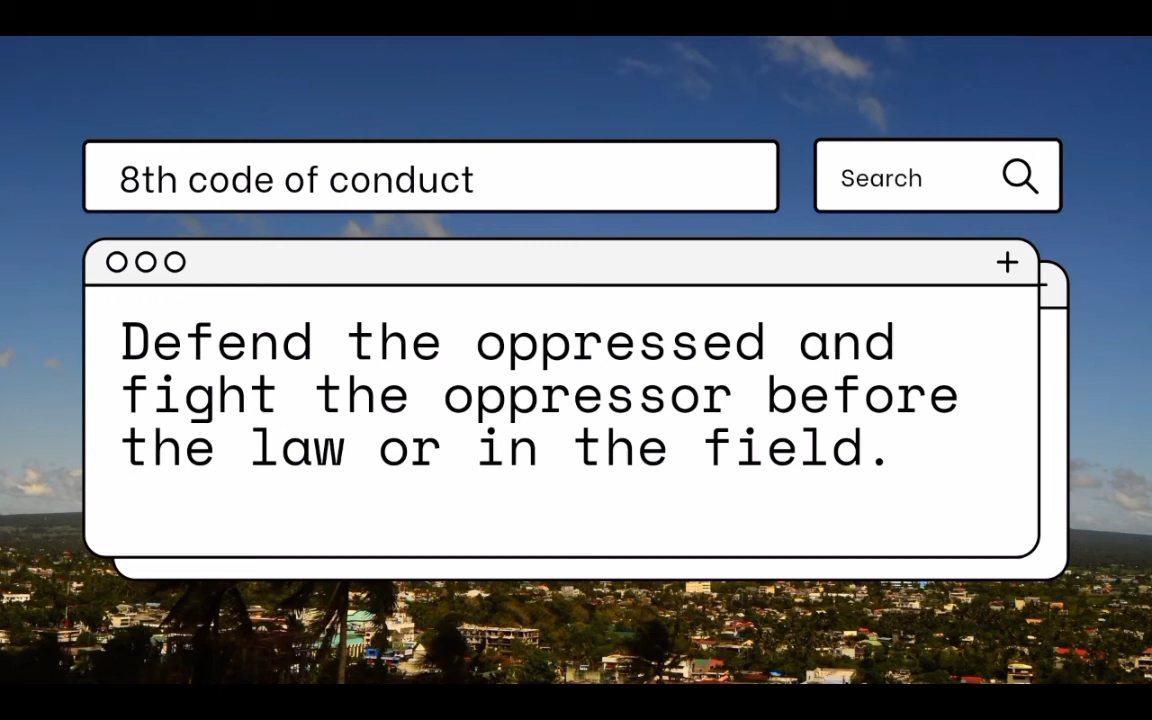 8th code of conduct
Search
Defend the oppressed and
fight the oppressor before
the law or in the field.